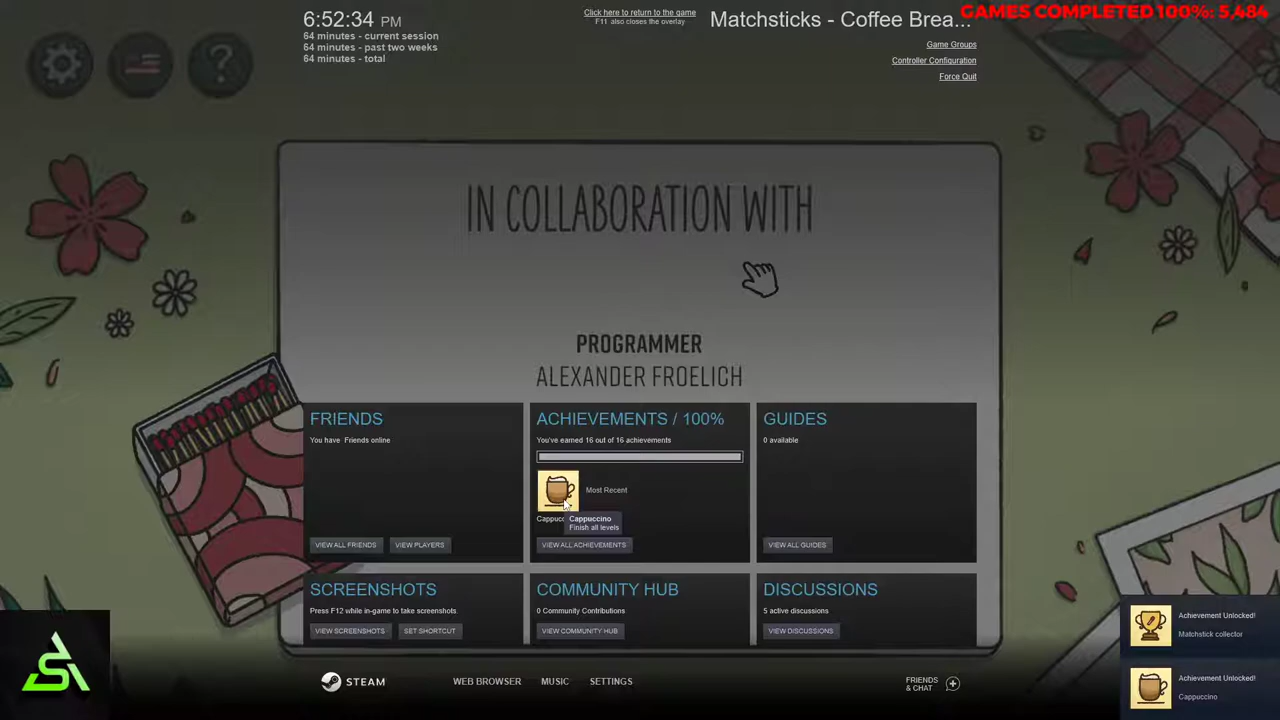 6:52:34 PM
64 minutes - current session
64 minutes - past two weeks
64 minutes - total
Click here to return to the game
F11 also closes the overlay
Matchsticks - Coffee Brea...
GAMES COMPLETED 100%: 5,484
Game Groups
Controller Configuration
Force Quit
?
IN COLLABORATION WITH
PROGRAMMER
ALEXANDER FROELICH
FRIENDS
You have Friends online
VIEW ALL FRIENDS
VIEW PLAYERS
ACHIEVEMENTS / 100%
You've earned 16 out of 16 achievements
Most Recent
Cappuc
Cappuccino
Finish all levels
VIEW ALL ACHIEVEMENTS
GUIDES
0 available
VIEW ALL GUIDES
SCREENSHOTS
Press F12 while in-game to take screenshots
VIEW SCREENSHOTS
SET SHORTCUT
COMMUNITY HUB
0 Community Contributions
VIEW COMMUNITY HUB
DISCUSSIONS
5 active discussions
VIEW DISCUSSIONS
Achievement Unlocked!
Matchstick collector
Achievement Unlocked!
Cappuccino
STEAM
WEB BROWSER
MUSIC
SETTINGS
FRIENDS
& CHAT